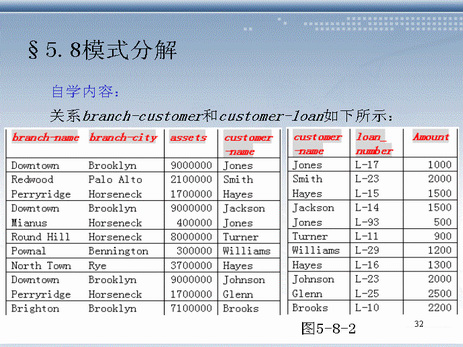 §5.8模式分解
自学内容：
关系branch-customer和customer-loan如下所示：
branch-name branch-city assets customer-name customer-name loan_number Amount
Downtown Brooklyn 9000000 Jones Jones L-17 1000
Redwood Palo Alto 2100000 Smith Smith L-23 2000
Perryridge Horseneck 1700000 Hayes Hayes L-15 1500
Downtown Brooklyn 9000000 Jackson Jackson L-14 1500
Mianus Horseneck 400000 Jones Jones L-93 500
Round Hill Horseneck 8000000 Turner Turner L-11 900
Pownal Bennington 300000 Williams Williams L-29 1200
North Town Rye 3700000 Hayes Hayes L-16 1300
Downtown Brooklyn 9000000 Johnson Johnson L-23 2000
Perryridge Horseneck 1700000 Glenn Glenn L-25 2500
Brighton Brooklyn 7100000 Brooks Brooks L-10 2200
图5-8-2
32